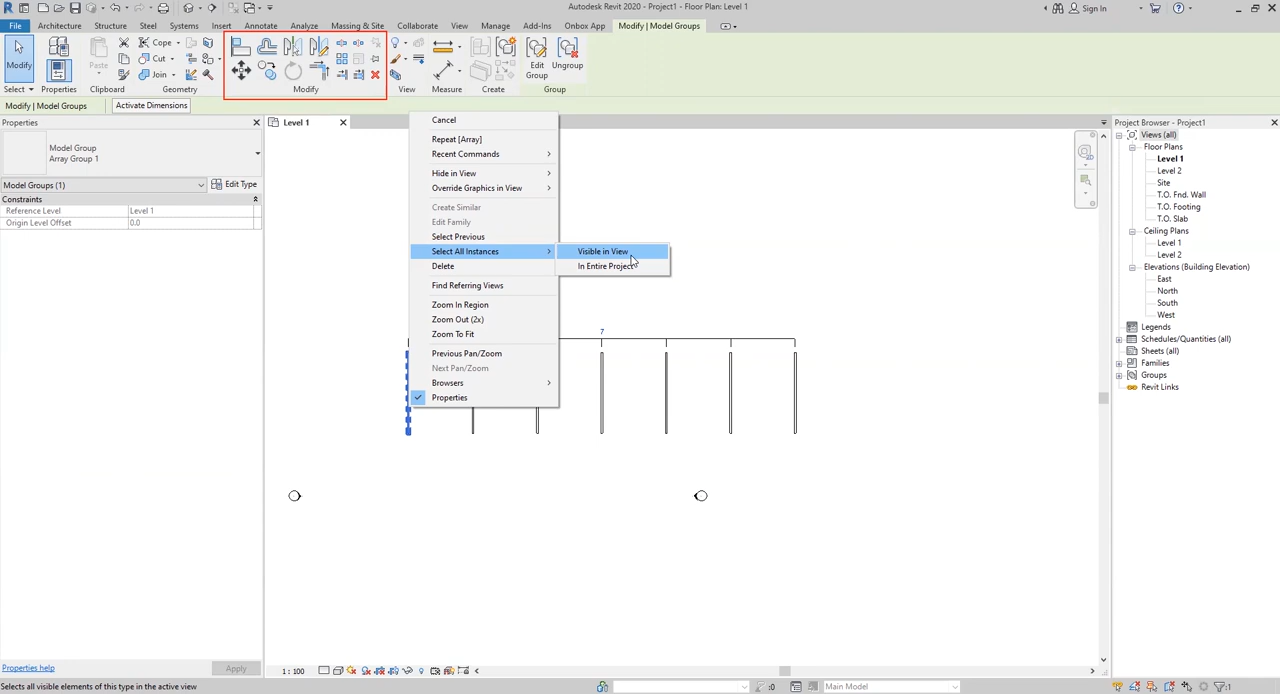 Autodesk Revit 2020 - Project1 - Floor Plan: Level 1
Sign In
File Architecture Structure Steel Systems Insert Annotate Analyze Massing & Site Collaborate View Manage Add-Ins Onbox App Modify | Model Groups
Modify
Paste
Cope
Cut
Join
Edit
Group
Ungroup
Select Properties Clipboard Geometry Modify View Measure Create Group
Modify | Model Groups Activate Dimensions
Properties
Model Group
Array Group 1
Model Groups (1) Edit Type
Constraints
Reference Level Level 1
Origin Level Offset 0.0
Level 1
Cancel
Repeat [Array]
Recent Commands
Hide in View
Override Graphics in View
Create Similar
Edit Family
Select Previous
Select All Instances
Visible in View
In Entire Project
Delete
Find Referring Views
Zoom In Region
Zoom Out (2x)
Zoom To Fit
Previous Pan/Zoom
Next Pan/Zoom
Browsers
Properties
7
Project Browser - Project1
Views (all)
Floor Plans
Level 1
Level 2
Site
T.O. Fnd. Wall
T.O. Footing
T.O. Slab
Ceiling Plans
Level 1
Level 2
Elevations (Building Elevation)
East
North
South
West
Legends
Schedules/Quantities (all)
Sheets (all)
Families
Groups
Revit Links
Properties help Apply
1 : 100
Selects all visible elements of this type in the active view
:0
Main Model
:1